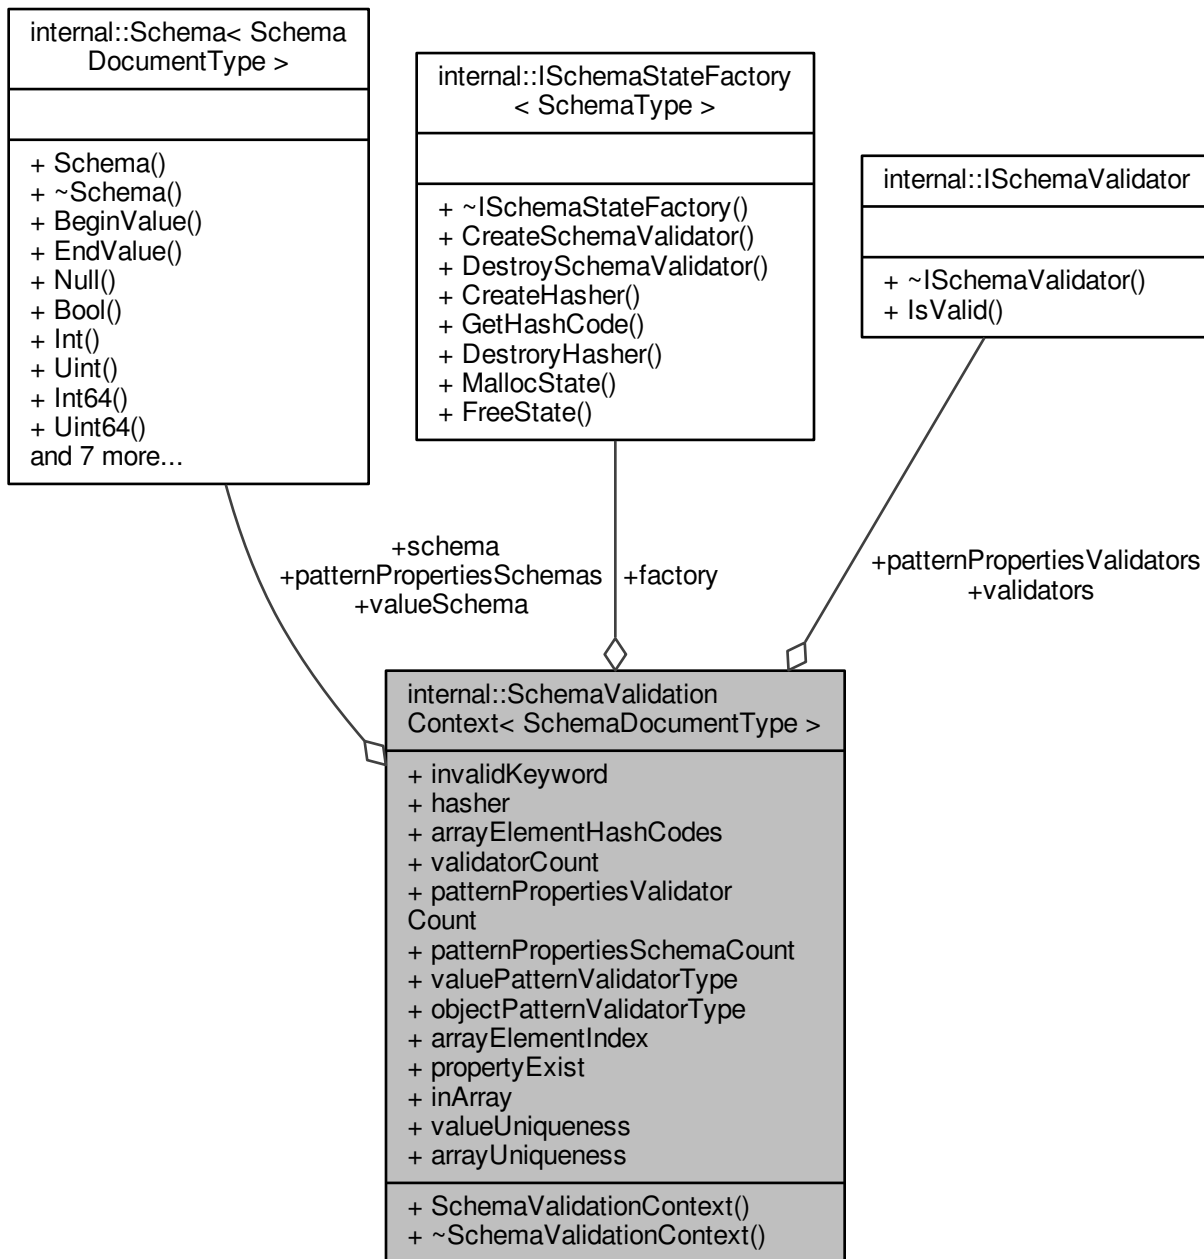 internal::Schema< Schema
DocumentType >
+ Schema()
+ ~Schema()
+ BeginValue()
+ EndValue()
+ Null()
+ Bool()
+ Int()
+ Uint()
+ Int64()
+ Uint64()
and 7 more...
internal::ISchemaStateFactory
< SchemaType >
+ ~ISchemaStateFactory()
+ CreateSchemaValidator()
+ DestroySchemaValidator()
+ CreateHasher()
+ GetHashCode()
+ DestroryHasher()
+ MallocState()
+ FreeState()
internal::ISchemaValidator
+ ~ISchemaValidator()
+ IsValid()
+schema
+patternPropertiesSchemas
+valueSchema
+factory
+patternPropertiesValidators
+validators
internal::SchemaValidation
Context< SchemaDocumentType >
+ invalidKeyword
+ hasher
+ arrayElementHashCodes
+ validatorCount
+ patternPropertiesValidator
Count
+ patternPropertiesSchemaCount
+ valuePatternValidatorType
+ objectPatternValidatorType
+ arrayElementIndex
+ propertyExist
+ inArray
+ valueUniqueness
+ arrayUniqueness
+ SchemaValidationContext()
+ ~SchemaValidationContext()